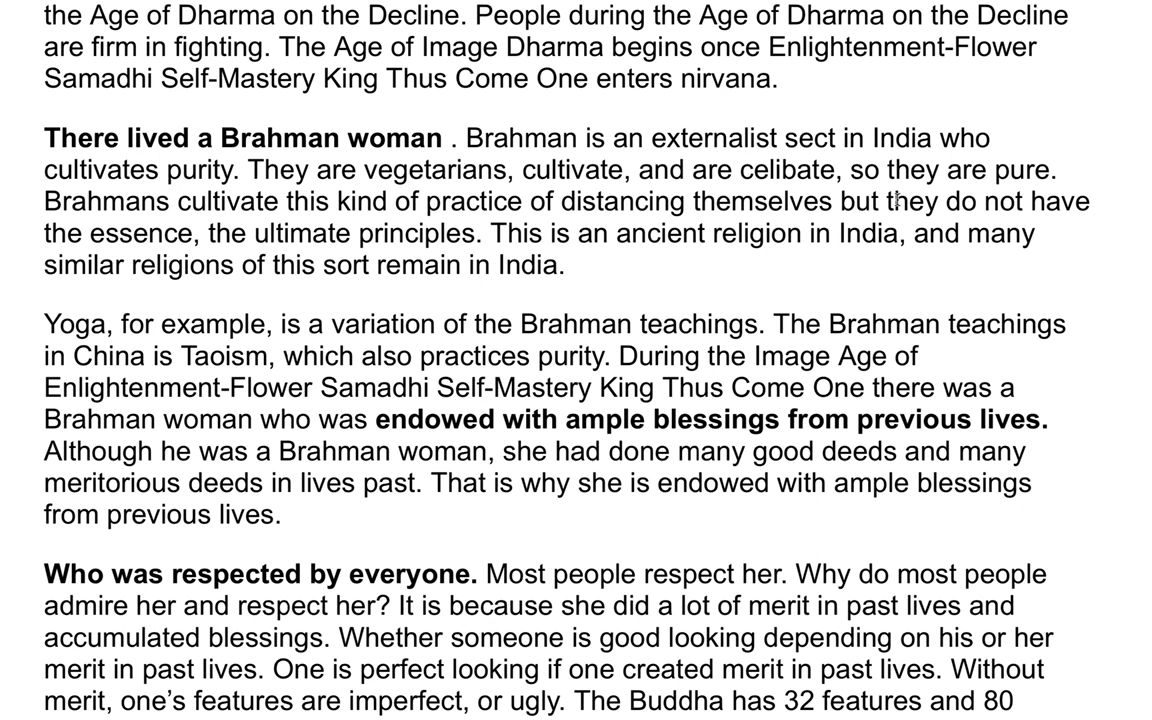 the Age of Dharma on the Decline. People during the Age of Dharma on the Decline
are firm in fighting. The Age of Image Dharma begins once Enlightenment-Flower
Samadhi Self-Mastery King Thus Come One enters nirvana.
There lived a Brahman woman . Brahman is an externalist sect in India who
cultivates purity. They are vegetarians, cultivate, and are celibate, so they are pure.
Brahmans cultivate this kind of practice of distancing themselves but they do not have
the essence, the ultimate principles. This is an ancient religion in India, and many
similar religions of this sort remain in India.
Yoga, for example, is a variation of the Brahman teachings. The Brahman teachings
in China is Taoism, which also practices purity. During the Image Age of
Enlightenment-Flower Samadhi Self-Mastery King Thus Come One there was a
Brahman woman who was endowed with ample blessings from previous lives.
Although he was a Brahman woman, she had done many good deeds and many
meritorious deeds in lives past. That is why she is endowed with ample blessings
from previous lives.
Who was respected by everyone. Most people respect her. Why do most people
admire her and respect her? It is because she did a lot of merit in past lives and
accumulated blessings. Whether someone is good looking depending on his or her
merit in past lives. One is perfect looking if one created merit in past lives. Without
merit, one’s features are imperfect, or ugly. The Buddha has 32 features and 80